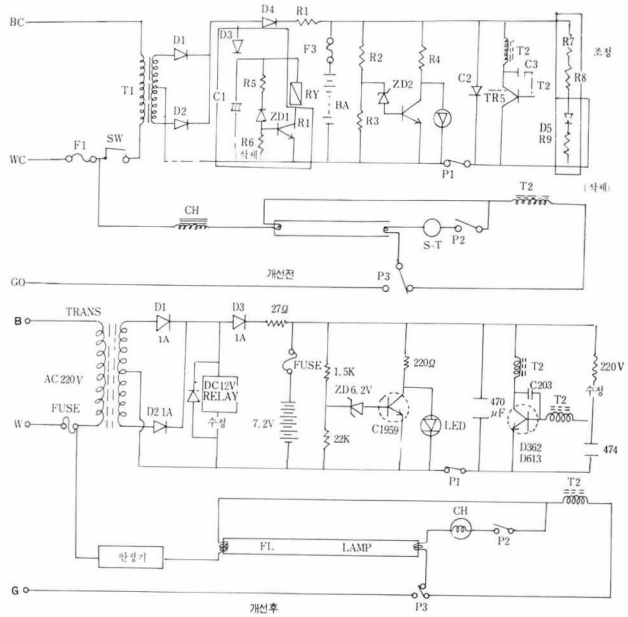 BC
D1
D4
R1
D3
F3
R2
R4
T2
R7
조정
C3
R8
T1
R5
ZD2
C2
T2
C1
RY
BA
TR5
D2
ZD1
R1
R3
D5
R6
R9
삭제
WC
F1
SW
P1
T2
(삭제)
CH
S-T
P2
P3
GO
개선전
TRANS
D1
D3
27Ω
B
1A
1A
T2
220V
FUSE
1.5K
220Ω
수정
AC 220V
DC12V
RELAY
C203
ZD 6.2V
470
μF
T2
FUSE
D2 1A
수정
7.2V
LED
W
C1959
22K
D362
D613
474
P1
T2
CH
P2
FL LAMP
안정기
G
P3
개선후